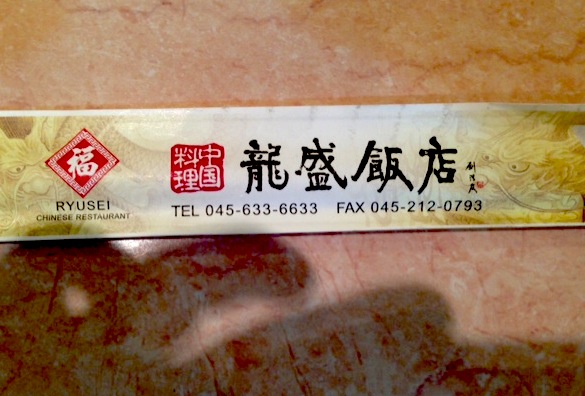 福
RYUSEI
CHINESE RESTAURANT
中国
料理
龍盛飯店
TEL 045-633-6633 FAX 045-212-0793